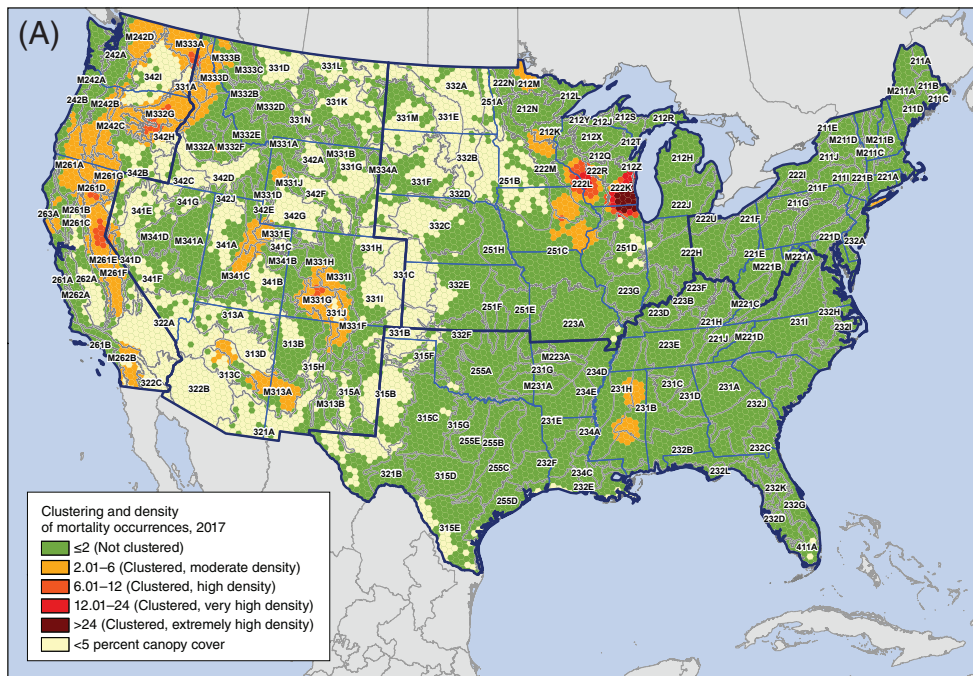 (A)
M242D
M333A
242A
M333B
M333C
331D
331L
342I
M333D
331A
M242A
M332B
331K
242B
M242B
M332G
M332D
331N
M242C
342H
M332E
M332A
M332F
M331A
M261A
M261G
342B
342C
342D
342A
M331B
331G
M334A
M261D
M331D
M331J
342F
263A
M261B
341E
341G
342J
342E
342G
M261C
M341D
M341A
341A
M331E
341C
331H
M261E
341D
M341B
M331H
M261F
341F
M341C
341B
M331I
261A
262A
M331G
331I
M262A
331J
322A
313A
M331F
331B
261B
M262B
313D
313B
315H
322C
322B
313C
M313A
315A
M313B
315B
321A
332A
222N
212M
212L
251A
212N
331M
331E
212Y
212J
212S
212R
212K
212X
212T
332B
212Q
212Z
212H
222M
222R
331F
251B
222L
222K
332D
222J
222U
332C
251H
251C
251D
222H
331C
332E
223G
223F
251F
251E
223A
223D
223B
332F
M223A
223E
221H
315F
255A
231G
234D
M231A
231H
231C
234E
231B
231D
315C
315G
231E
234A
255E
255B
232B
321B
315D
255C
232F
234C
232E
232L
255D
315E
211A
M211A
211B
211C
211D
211E
M211D
M211B
211J
M211C
222I
211I
221B
221A
211F
211G
221F
221D
232A
221E
M221A
M221B
M221C
232H
231I
232I
221J
M221D
231A
232J
232C
232K
232G
232D
411A
Clustering and density
of mortality occurrences, 2017
≤2 (Not clustered)
2.01–6 (Clustered, moderate density)
6.01–12 (Clustered, high density)
12.01–24 (Clustered, very high density)
>24 (Clustered, extremely high density)
<5 percent canopy cover